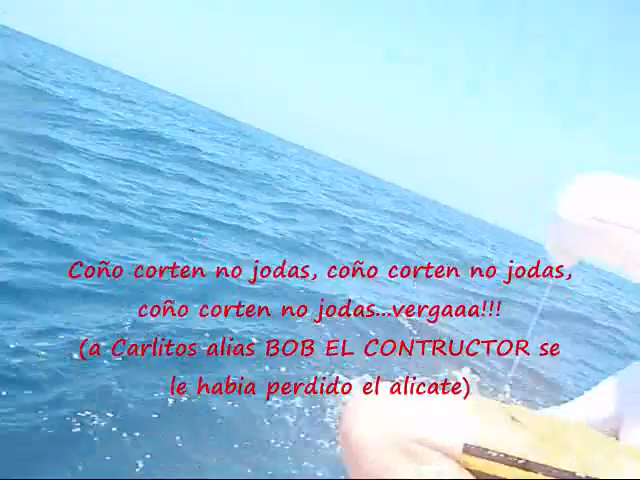 Coño corten no jodas, coño corten no jodas,
coño corten no jodas...vergaaa!!!
(a Carlitos alias BOB EL CONTRUCTOR se
le habia perdido el alicate)